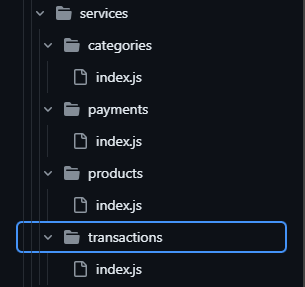 services
categories
index.js
payments
index.js
products
index.js
transactions
index.js